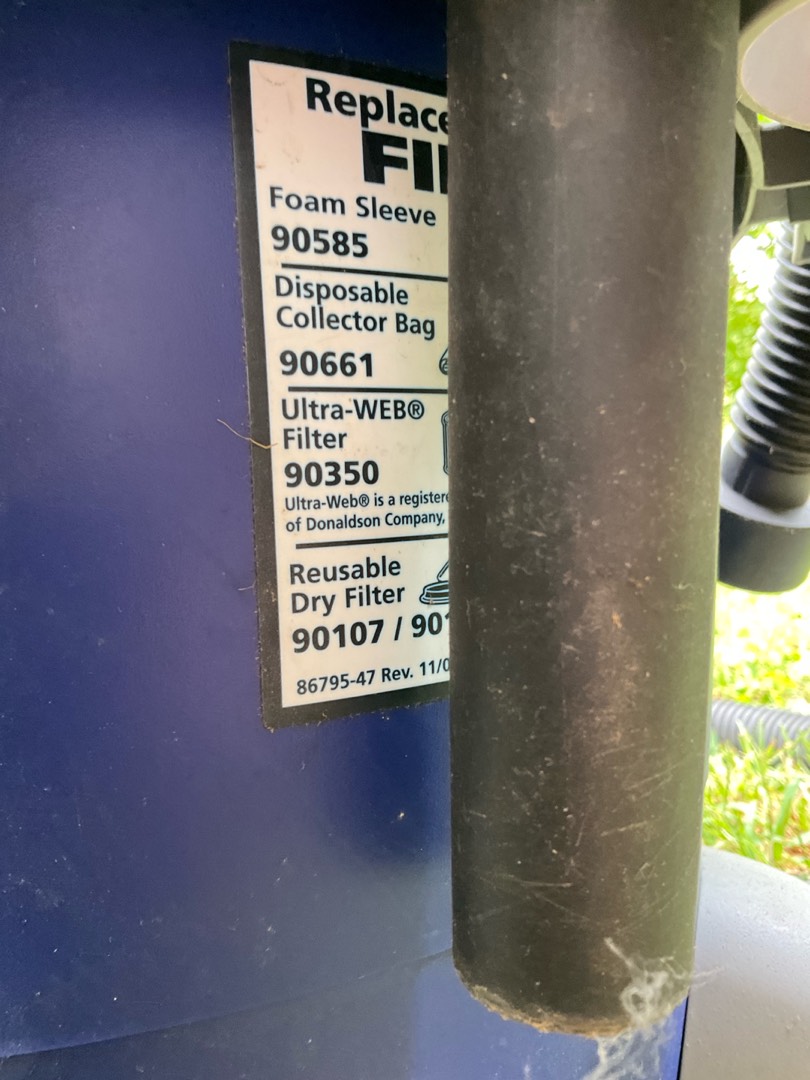 Replace
FI
Foam Sleeve
90585
Disposable
Collector Bag
90661
Ultra-WEB®
Filter
90350
Ultra-Web® is a registere
of Donaldson Company,
Reusable
Dry Filter
90107 / 901
86795-47 Rev. 11/0